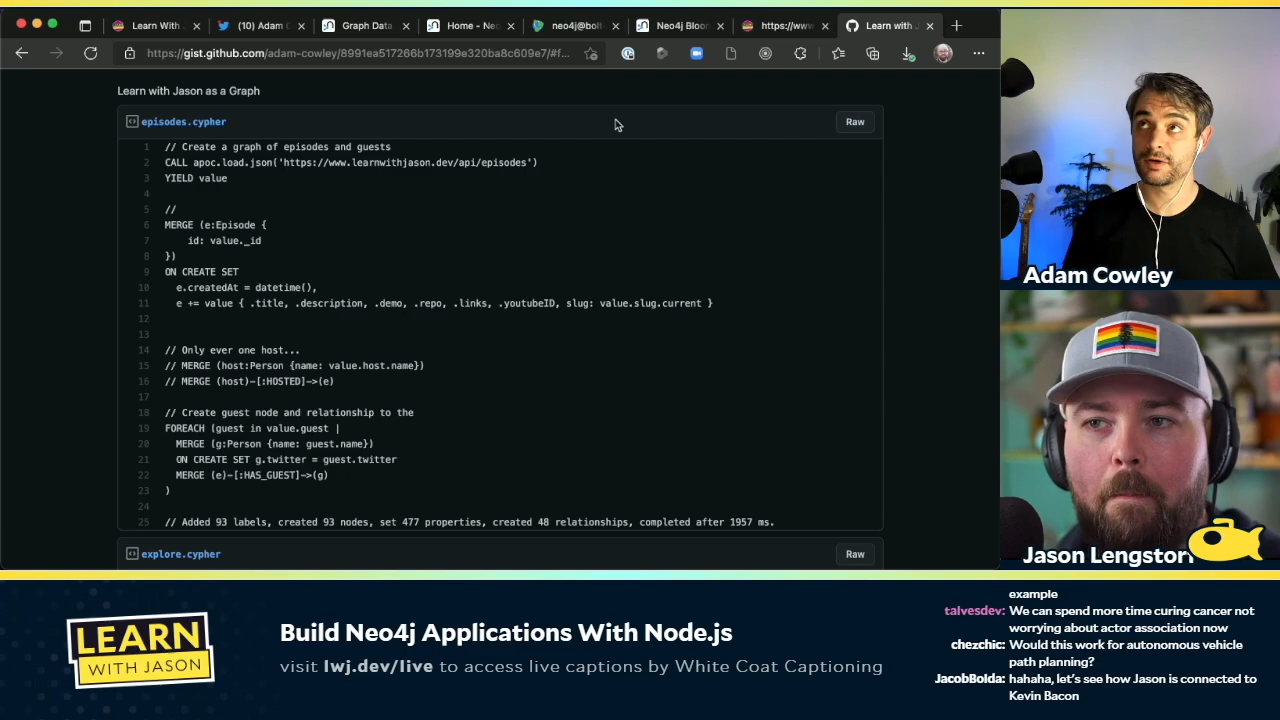 Learn With
(10) Adam C
Graph Data
Home - Neo
neo4j@bolt
Neo4j Bloo
https://www
Learn with J
https://gist.github.com/adam-cowley/8991ea517266b173199e320ba8c609e7/#f...
Learn with Jason as a Graph
episodes.cypher
Raw
1 // Create a graph of episodes and guests
2 CALL apoc.load.json('https://www.learnwithjason.dev/api/episodes')
3 YIELD value
4
5 //
6 MERGE (e:Episode {
7 id: value._id
8 })
9 ON CREATE SET
10 e.createdAt = datetime(),
11 e += value { .title, .description, .demo, .repo, .links, .youtubeID, slug: value.slug.current }
12
13
14 // Only ever one host...
15 // MERGE (host:Person {name: value.host.name})
16 // MERGE (host)-[:HOSTED]->(e)
17
18 // Create guest node and relationship to the
19 FOREACH (guest in value.guest |
20 MERGE (g:Person {name: guest.name})
21 ON CREATE SET g.twitter = guest.twitter
22 MERGE (e)-[:HAS_GUEST]->(g)
23 )
24
25 // Added 93 labels, created 93 nodes, set 477 properties, created 48 relationships, completed after 1957 ms.
explore.cypher
Raw
Adam Cowley
Jason Lengstorf
LEARN
WITH JASON
Build Neo4j Applications With Node.js
visit lwj.dev/live to access live captions by White Coat Captioning
example
talvesdev: We can spend more time curing cancer not
worrying about actor association now
chezchic: Would this work for autonomous vehicle
path planning?
JacobBolda: hahaha, let's see how Jason is connected to
Kevin Bacon